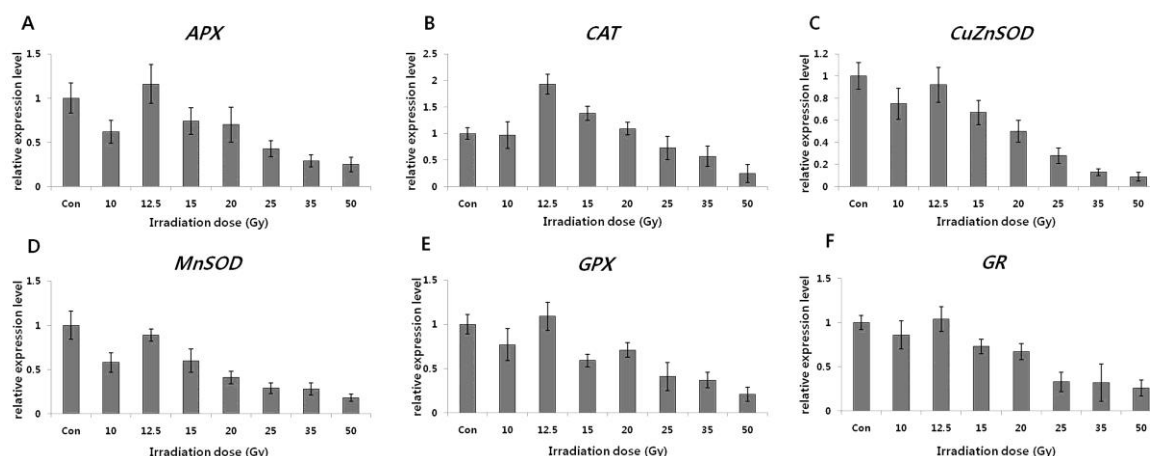 A
APX
relative expression level
1.5
1
0.5
0
Con 10 12.5 15 20 25 35 50
Irradiation dose (Gy)
B
CAT
relative expression level
2.5
2
1.5
1
0.5
0
Con 10 12.5 15 20 25 35 50
Irradiation dose (Gy)
C
CuZnSOD
relative expression level
1.2
1
0.8
0.6
0.4
0.2
0
Con 10 12.5 15 20 25 35 50
Irradiation dose (Gy)
D
MnSOD
relative expression level
1.5
1
0.5
0
Con 10 12.5 15 20 25 35 50
Irradiation dose (Gy)
E
GPX
relative expression level
1.5
1
0.5
0
Con 10 12.5 15 20 25 35 50
Irradiation dose (Gy)
F
GR
relative expression level
1.5
1
0.5
0
Con 10 12.5 15 20 25 35 50
Irradiation dose (Gy)